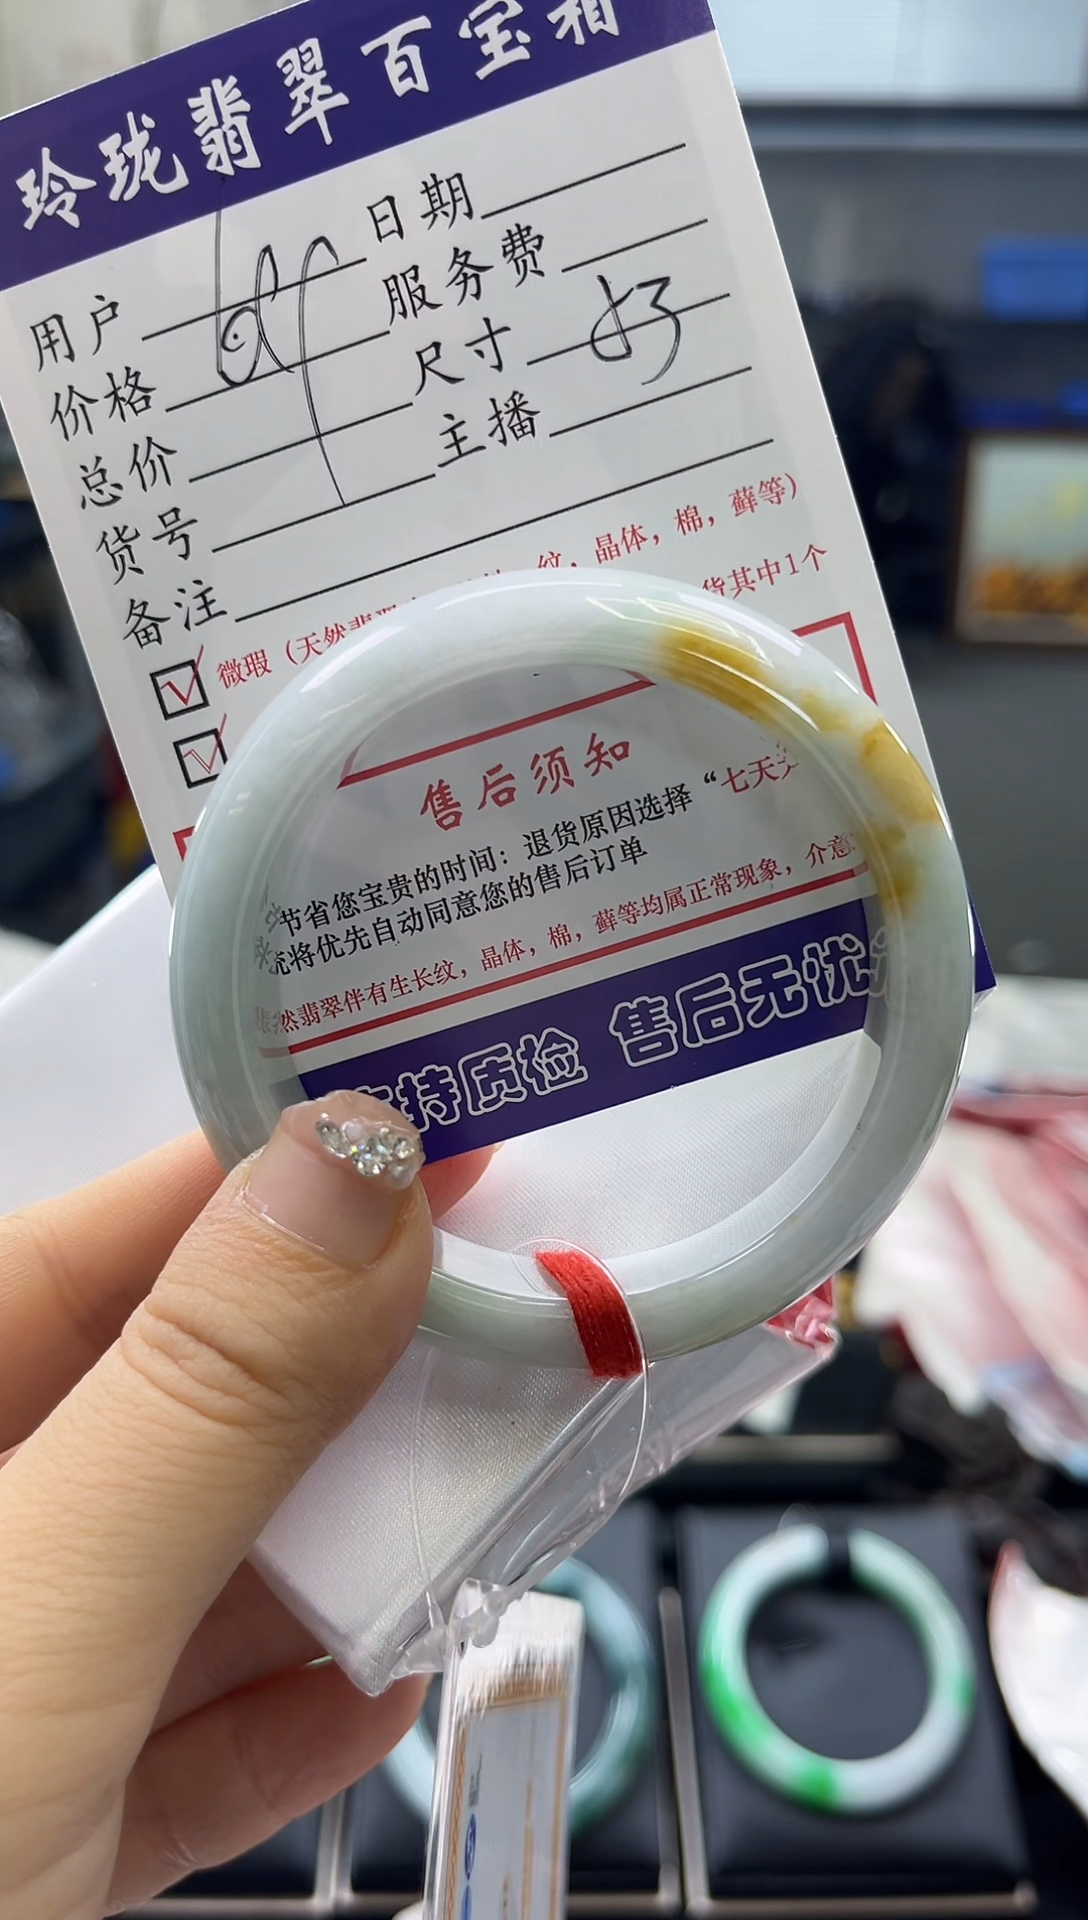 玲珑翡翠百宝箱
用户 日期
价格 服务费
总价 尺寸
货号 主播
备注
微瑕（天然翡翠 纹，晶体，棉，藓等）
货其中1个
售后须知
节省您宝贵的时间：退货原因选择“七天
统将优先自动同意您的售后订单
然翡翠伴有生长纹，晶体，棉，藓等均属正常现象，介意
支持质检 售后无忧